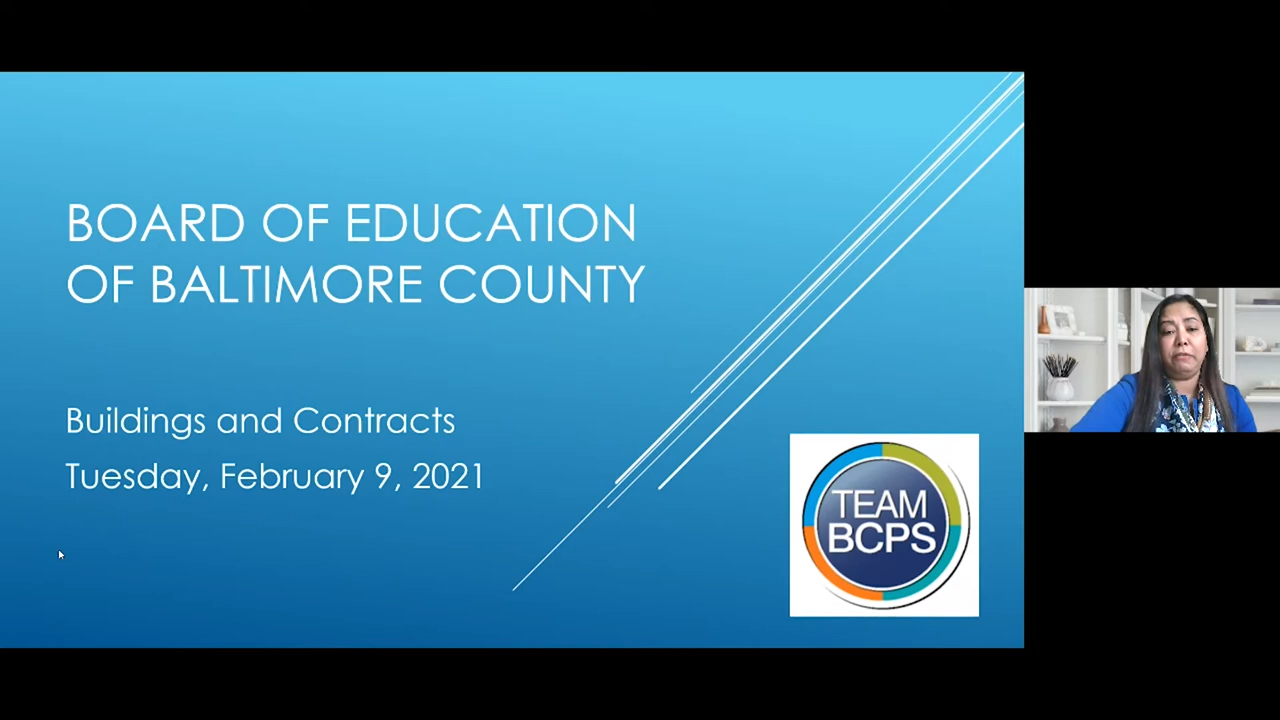 BOARD OF EDUCATION
OF BALTIMORE COUNTY
Buildings and Contracts
Tuesday, February 9, 2021
TEAM
BCPS